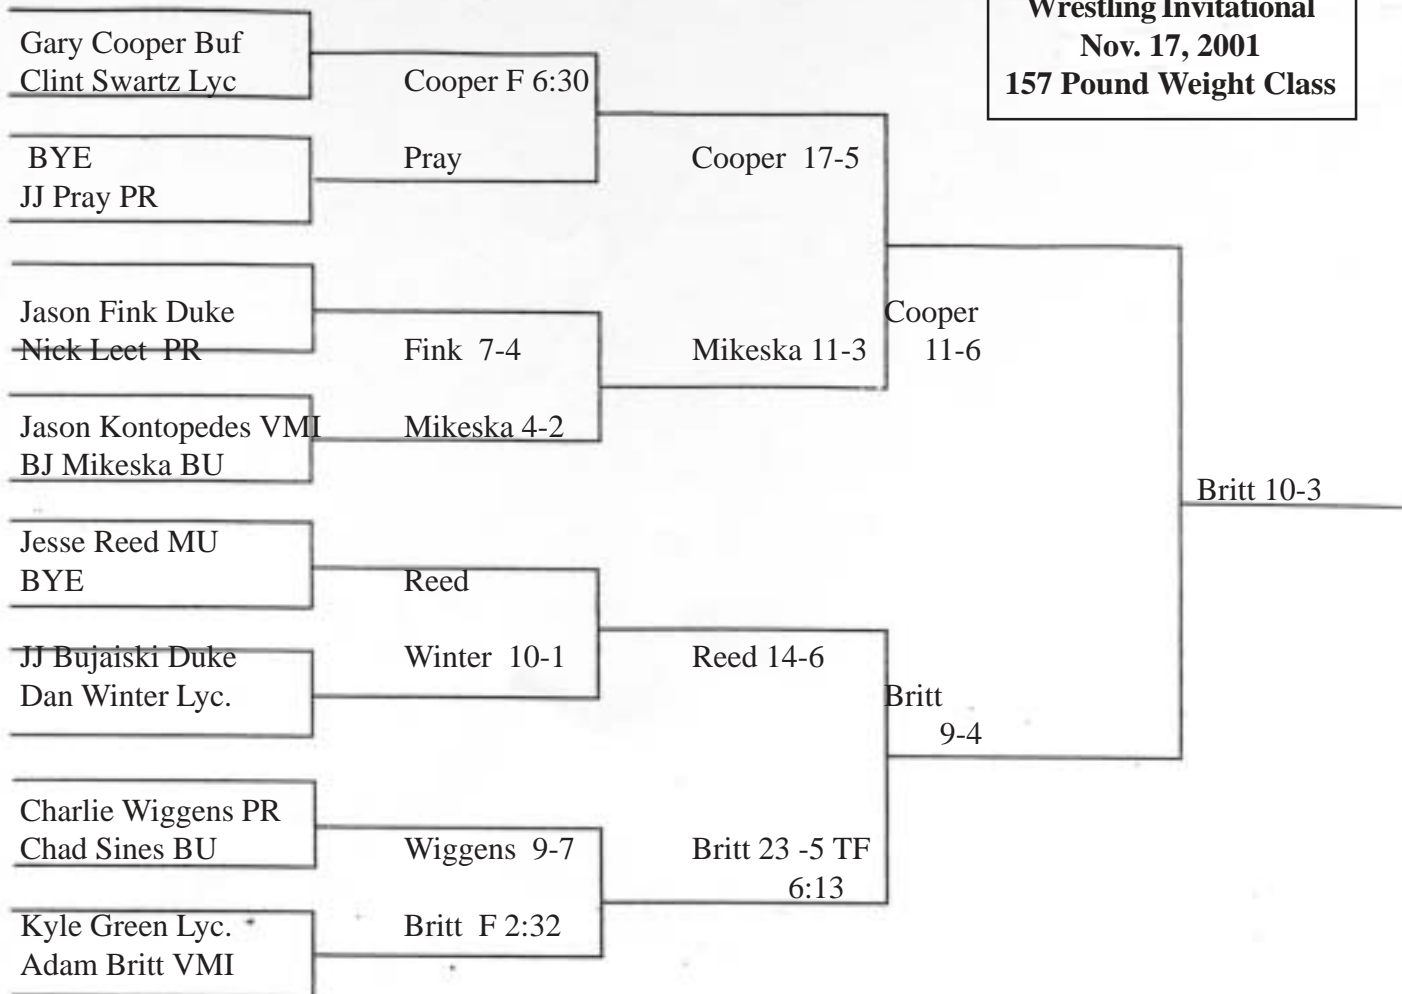 Wrestling Invitational
Nov. 17, 2001
157 Pound Weight Class
Gary Cooper Buf
Clint Swartz Lyc
BYE
JJ Pray PR
Jason Fink Duke
Nick Leet PR
Jason Kontopedes VMI
BJ Mikeska BU
Jesse Reed MU
BYE
JJ Bujaiski Duke
Dan Winter Lyc.
Charlie Wiggens PR
Chad Sines BU
Kyle Green Lyc.
Adam Britt VMI
Cooper F 6:30
Pray
Fink 7-4
Mikeska 4-2
Reed
Winter 10-1
Wiggens 9-7
Britt F 2:32
Cooper 17-5
Mikeska 11-3
Reed 14-6
Britt 23 -5 TF
6:13
Cooper
11-6
Britt
9-4
Britt 10-3